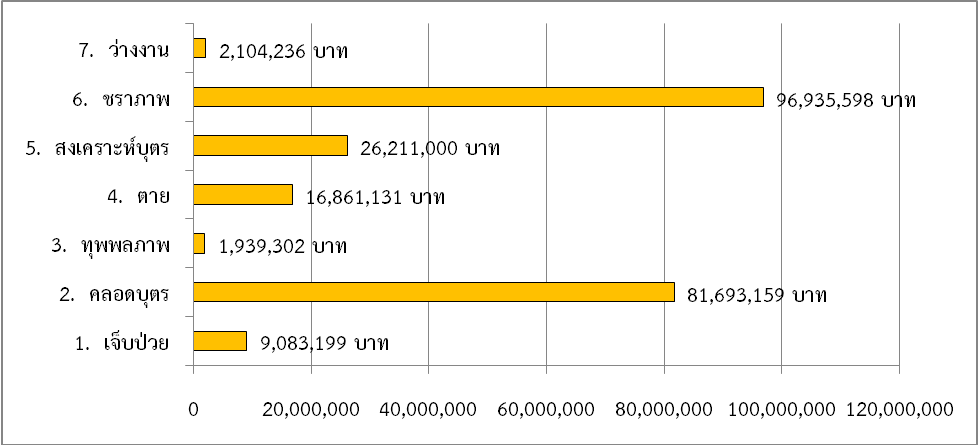 7. ว่างงาน 2,104,236 บาท
6. ชราภาพ 96,935,598 บาท
5. สงเคราะห์บุตร 26,211,000 บาท
4. ตาย 16,861,131 บาท
3. ทุพพลภาพ 1,939,302 บาท
2. คลอดบุตร 81,693,159 บาท
1. เจ็บป่วย 9,083,199 บาท
0 20,000,000 40,000,000 60,000,000 80,000,000 100,000,000 120,000,000